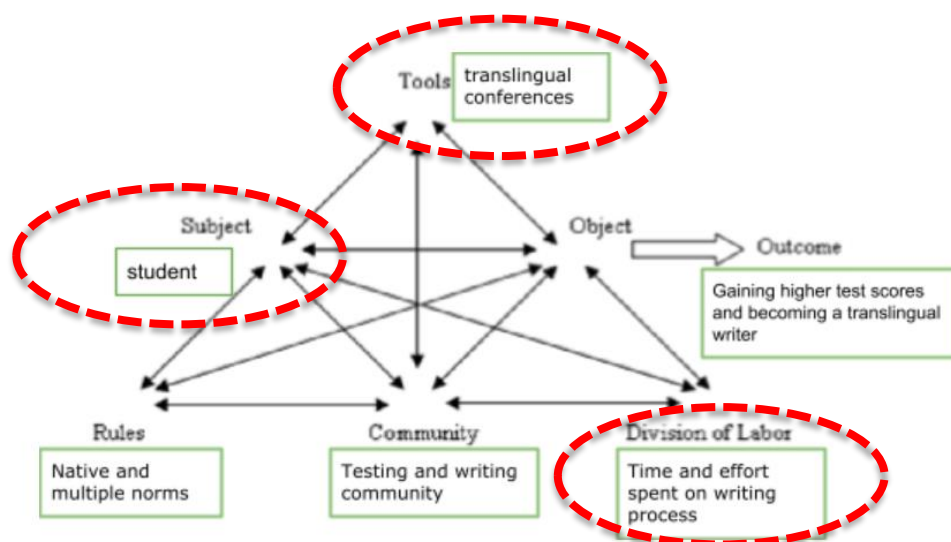 Tools
translingual
conferences
Subject
student
Object
Outcome
Gaining higher test scores
and becoming a translingual
writer
Rules
Native and
multiple norms
Community
Testing and writing
community
Division of Labor
Time and effort
spent on writing
process